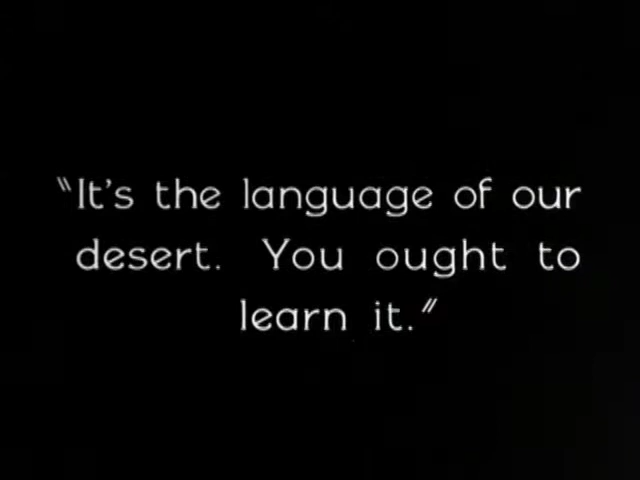 "It's the language of our
desert. You ought to
learn it."